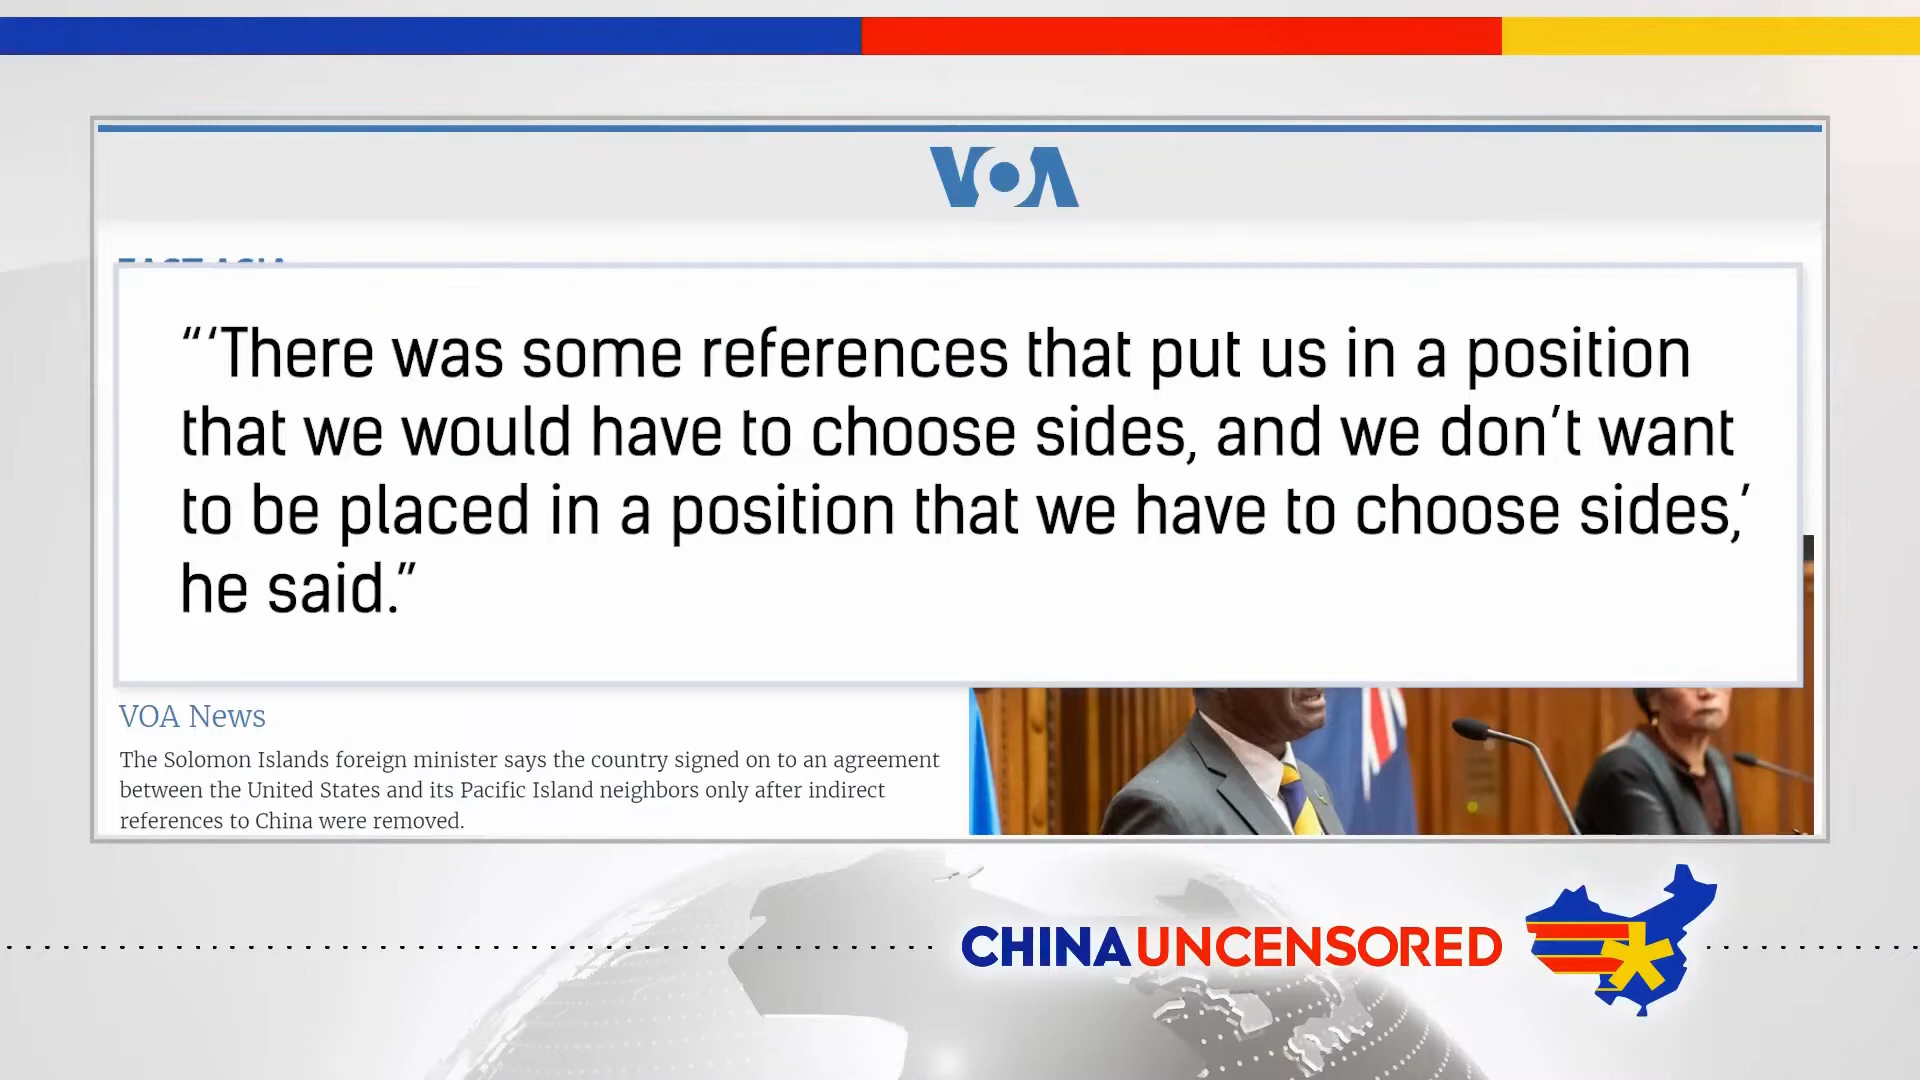 VOA
EAST ASIA
“‘There was some references that put us in a position
that we would have to choose sides, and we don’t want
to be placed in a position that we have to choose sides,’
he said.”
VOA News
The Solomon Islands foreign minister says the country signed on to an agreement
between the United States and its Pacific Island neighbors only after indirect
references to China were removed.
CHINAUNCENSORED